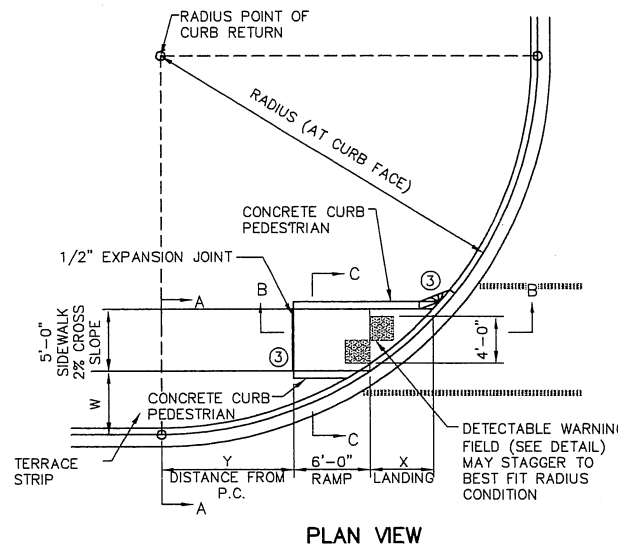 RADIUS POINT OF
CURB RETURN
RADIUS (AT CURB FACE)
CONCRETE CURB
PEDESTRIAN
1/2" EXPANSION JOINT
C
3
A
B
B
5'-0"
SIDEWALK
2% CROSS
SLOPE
4'-0"
3
W
CONCRETE CURB
PEDESTRIAN
C
DETECTABLE WARNING
FIELD (SEE DETAIL)
MAY STAGGER TO
BEST FIT RADIUS
CONDITION
TERRACE
STRIP
Y
DISTANCE FROM
P.C.
6'-0"
RAMP
X
LANDING
A
PLAN VIEW